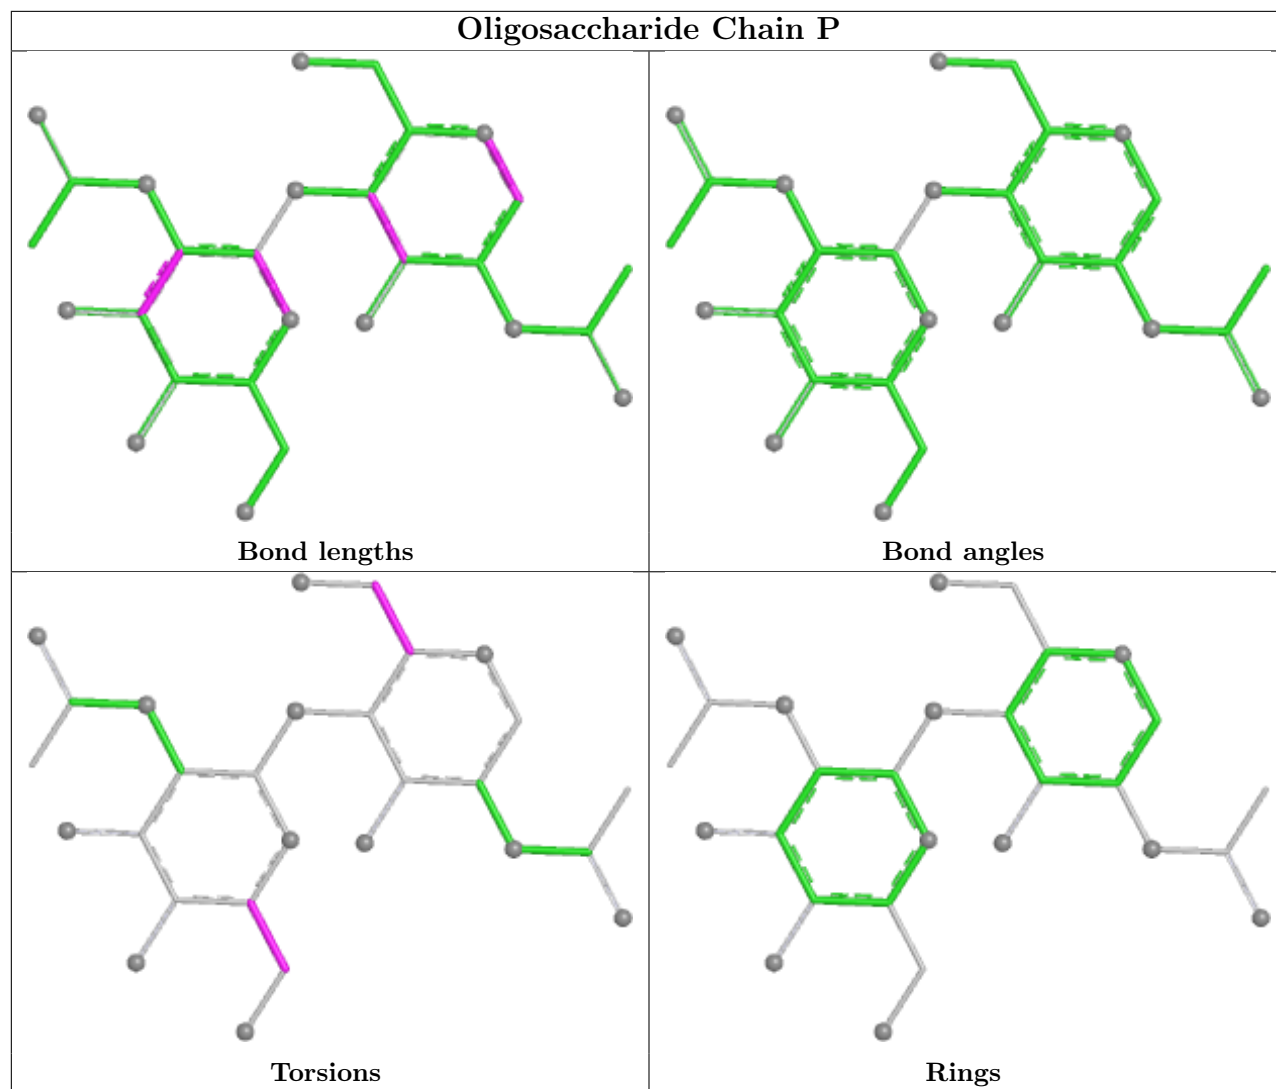 Oligosaccharide Chain P
Bond lengths
Bond angles
Torsions
Rings